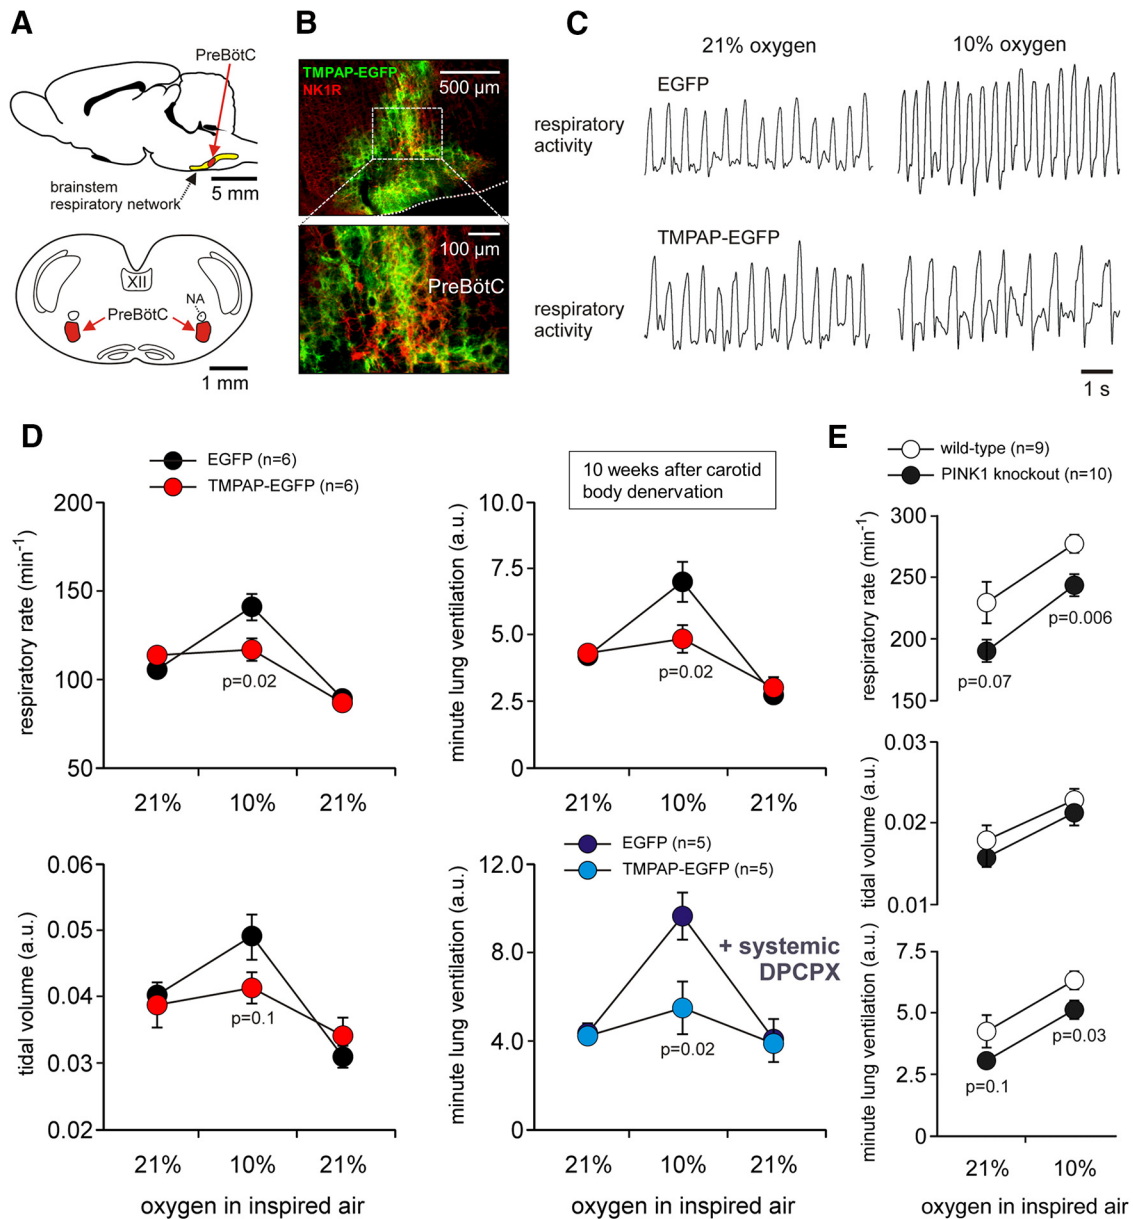 A
PreBötC
brainstem
respiratory network
5 mm
XII
NA
PreBötC
1 mm
B
TMPAP-EGFP
NK1R
500 µm
100 µm
PreBötC
C
21% oxygen
10% oxygen
EGFP
respiratory
activity
TMPAP-EGFP
respiratory
activity
1 s
D
EGFP (n=6)
TMPAP-EGFP (n=6)
respiratory rate (min-1)
200
150
100
50
p=0.02
21%
10%
21%
10 weeks after carotid
body denervation
minute lung ventilation (a.u.)
10.0
7.5
5.0
2.5
0
p=0.02
21%
10%
21%
tidal volume (a.u.)
0.06
0.05
0.04
0.03
0.02
p=0.1
21%
10%
21%
oxygen in inspired air
EGFP (n=5)
TMPAP-EGFP (n=5)
minute lung ventilation (a.u.)
12.0
8.0
4.0
0
+ systemic
DPCPX
p=0.02
21%
10%
21%
oxygen in inspired air
E
wild-type (n=9)
PINK1 knockout (n=10)
respiratory rate (min-1)
300
250
200
150
p=0.006
p=0.07
tidal volume (a.u.)
0.03
0.02
0.01
minute lung ventilation (a.u.)
7.5
5.0
2.5
0
p=0.03
p=0.1
21%
10%
oxygen in inspired air